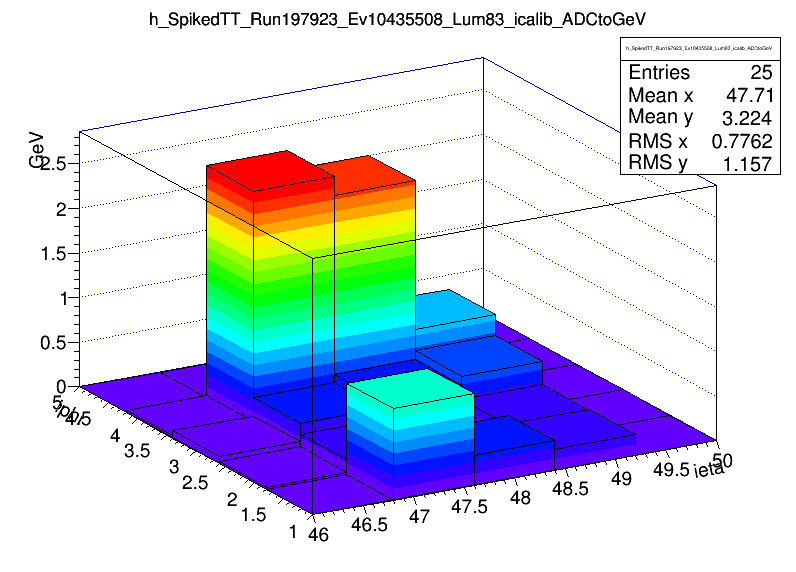 h_SpikedTT_Run197923_Ev10435508_Lum83_icalib_ADCtoGeV
h_SpikedTT_Run197923_Ev10435508_Lum83_icalib_ADCtoGeV
Entries 25
Mean x 47.71
Mean y 3.224
RMS x 0.7762
RMS y 1.157
GeV
2.5
2
1.5
1
0.5
0
5
4.5
4
3.5
3
2.5
2
1.5
1
iphi
46
46.5
47
47.5
48
48.5
49
49.5
50
ieta